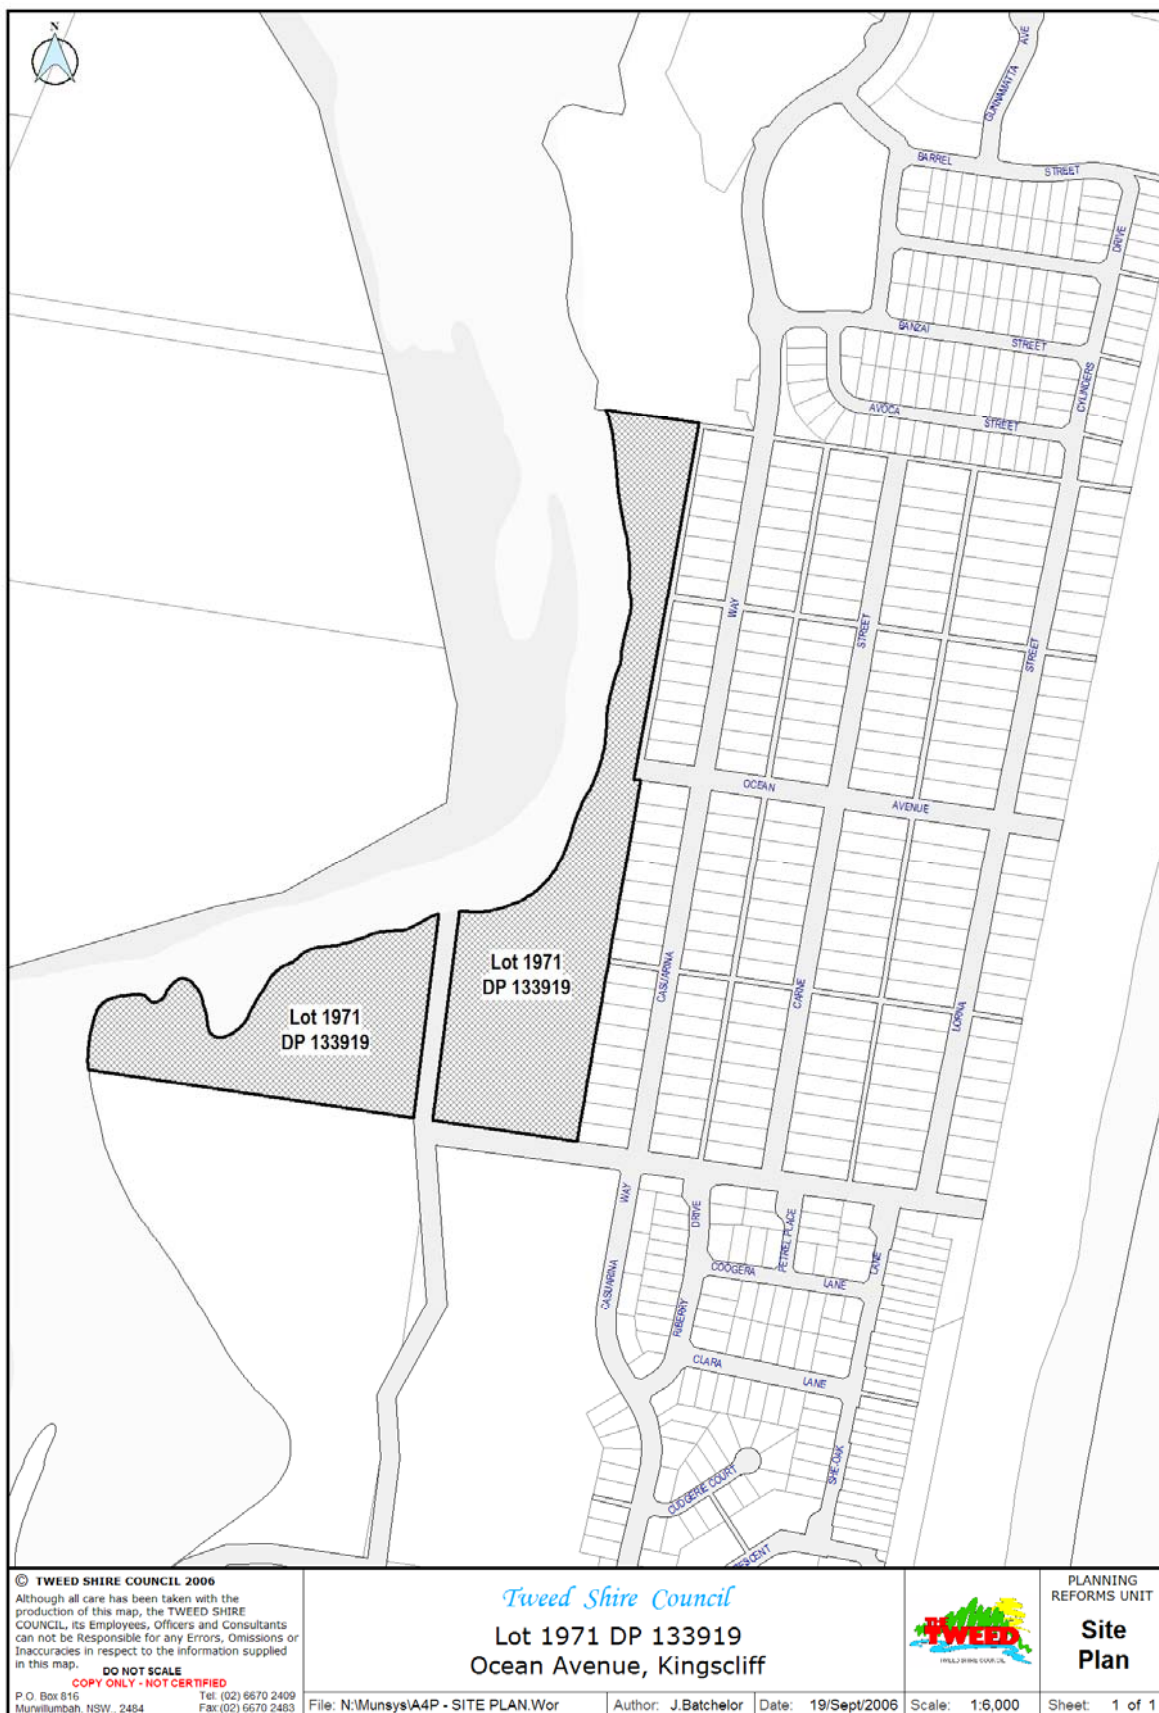 N
GUNNAMATTA AVE
BARREL STREET
DRIVE
BANZAI STREET
CYLINDERS
AVOCA STREET
WAY
STREET
STREET
OCEAN AVENUE
Lot 1971
DP 133919
Lot 1971
DP 133919
CASUARINA
CARNE
LORNA
WAY
DRIVE
PETREL PLACE
LANE
COOGERA LANE
CASUARINA
RIBERRY
CLARA LANE
SHE-OAK
CUDGERIE COURT
© TWEED SHIRE COUNCIL 2006
Although all care has been taken with the
production of this map, the TWEED SHIRE
COUNCIL, its Employees, Officers and Consultants
can not be Responsible for any Errors, Omissions or
Inaccuracies in respect to the information supplied
in this map.
DO NOT SCALE
COPY ONLY - NOT CERTIFIED
P.O. Box 816
Murwillumbah, NSW., 2484
Tel: (02) 6670 2409
Fax:(02) 6670 2483
Tweed Shire Council
Lot 1971 DP 133919
Ocean Avenue, Kingscliff
File: N:\Munsys\A4P - SITE PLAN.Wor
Author: J.Batchelor
Date: 19/Sept/2006
THE TWEED
TWEED SHIRE COUNCIL
Scale: 1:6,000
PLANNING
REFORMS UNIT
Site
Plan
Sheet: 1 of 1